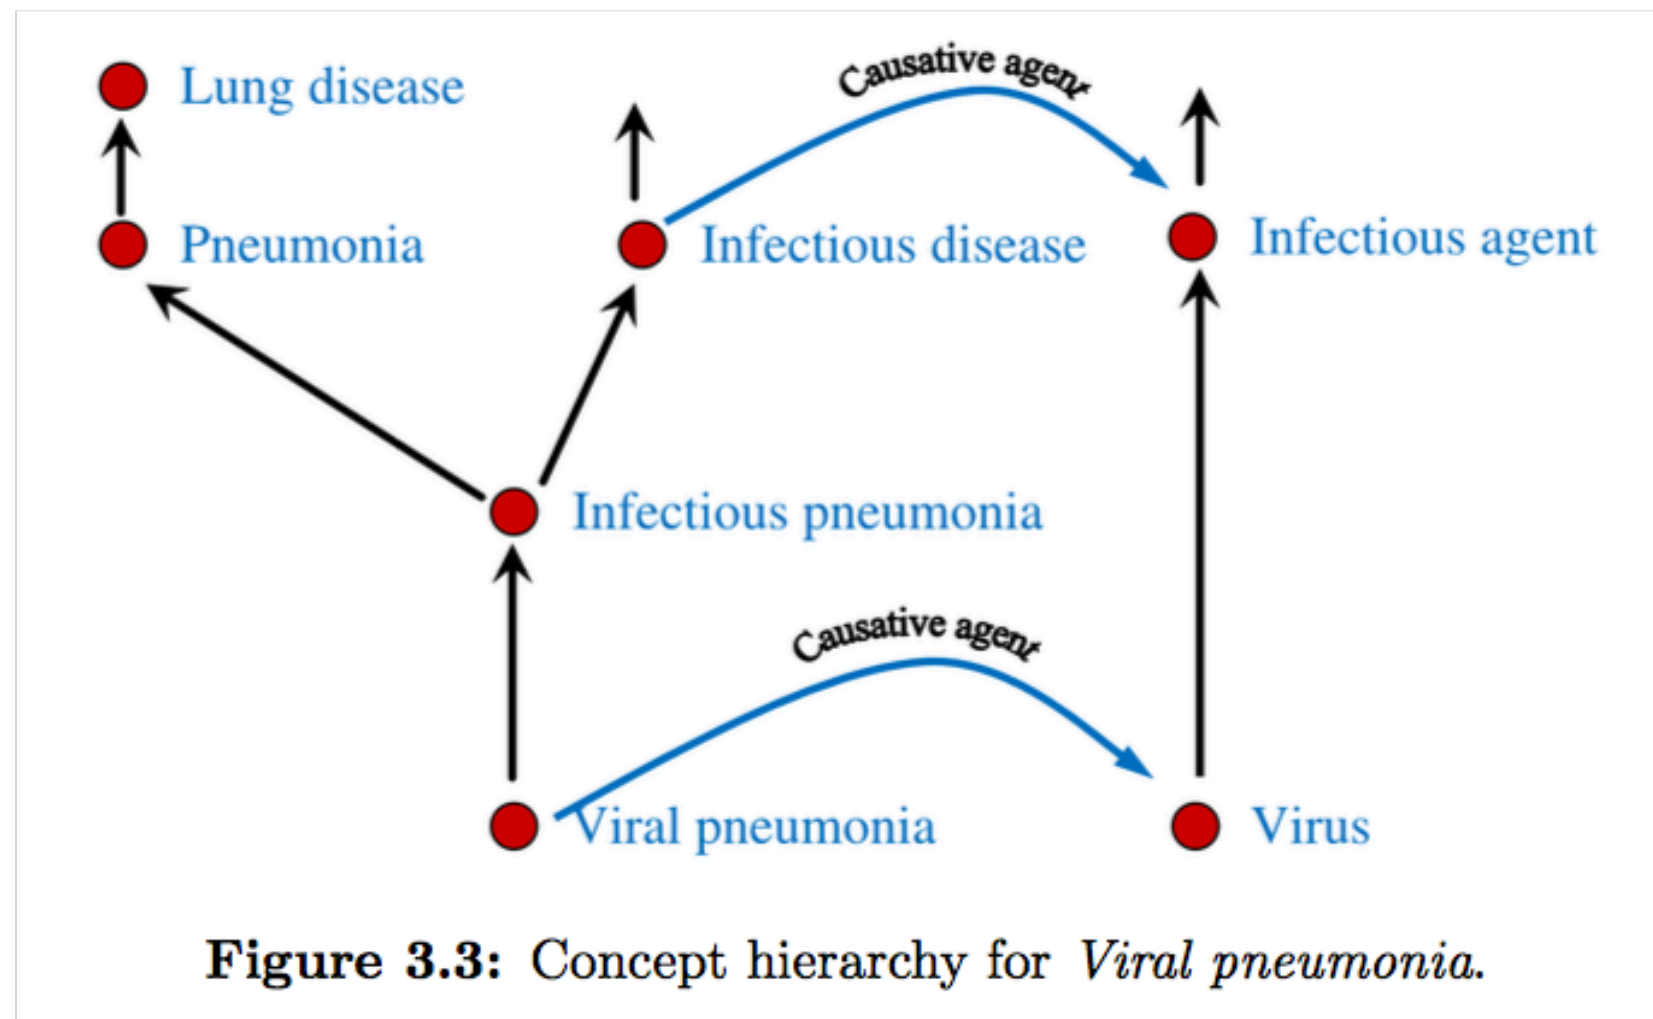 Causative agent
Lung disease
Pneumonia
Infectious disease
Infectious agent
Infectious pneumonia
Causative agent
Viral pneumonia
Virus
Figure 3.3: Concept hierarchy for Viral pneumonia.